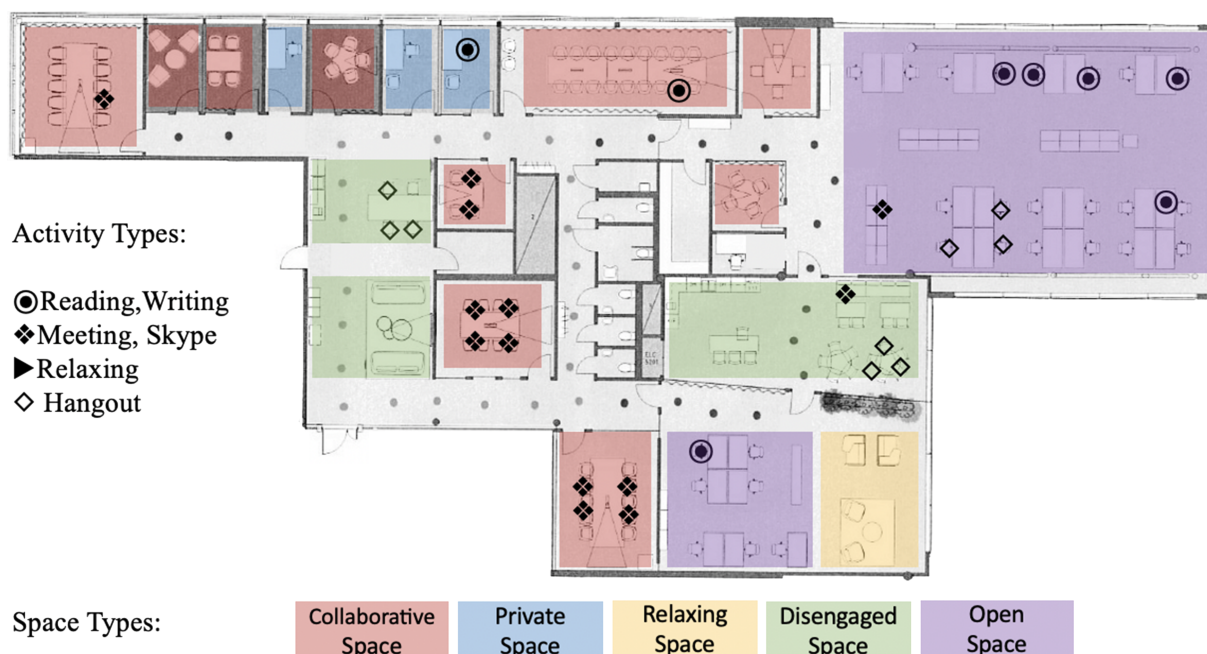 Activity Types:
Reading,Writing
Meeting, Skype
Relaxing
Hangout
Space Types:
Collaborative
Space
Private
Space
Relaxing
Space
Disengaged
Space
Open
Space